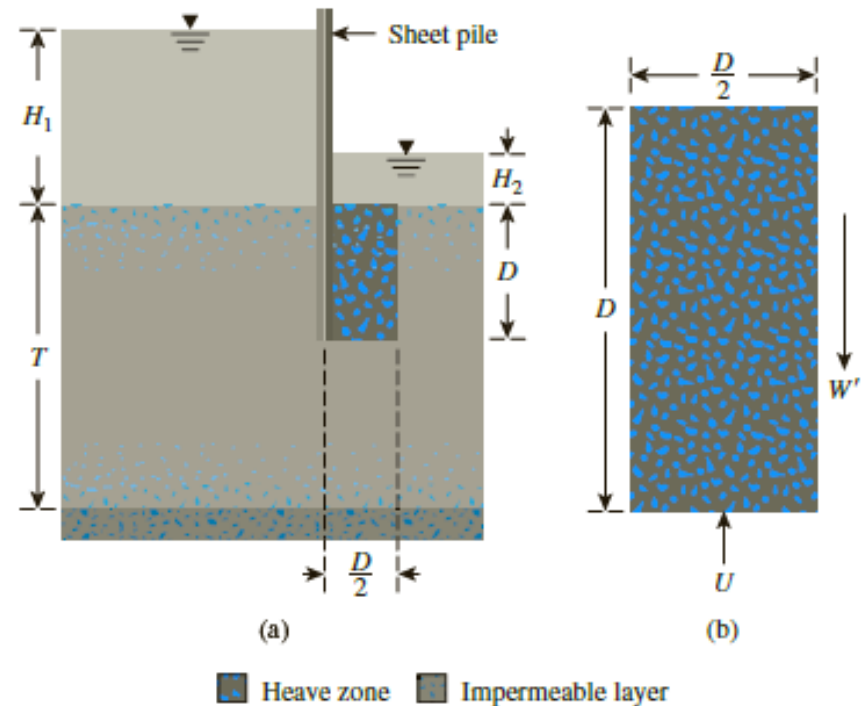 Sheet pile
H₁
H₂
D
T
D/2
(a)
D/2
D
W′
U
(b)
Heave zone
Impermeable layer